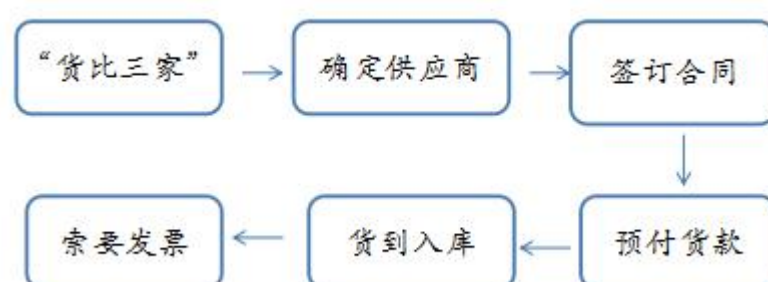 “货比三家”
确定供应商
签订合同
预付货款
货到入库
索要发票